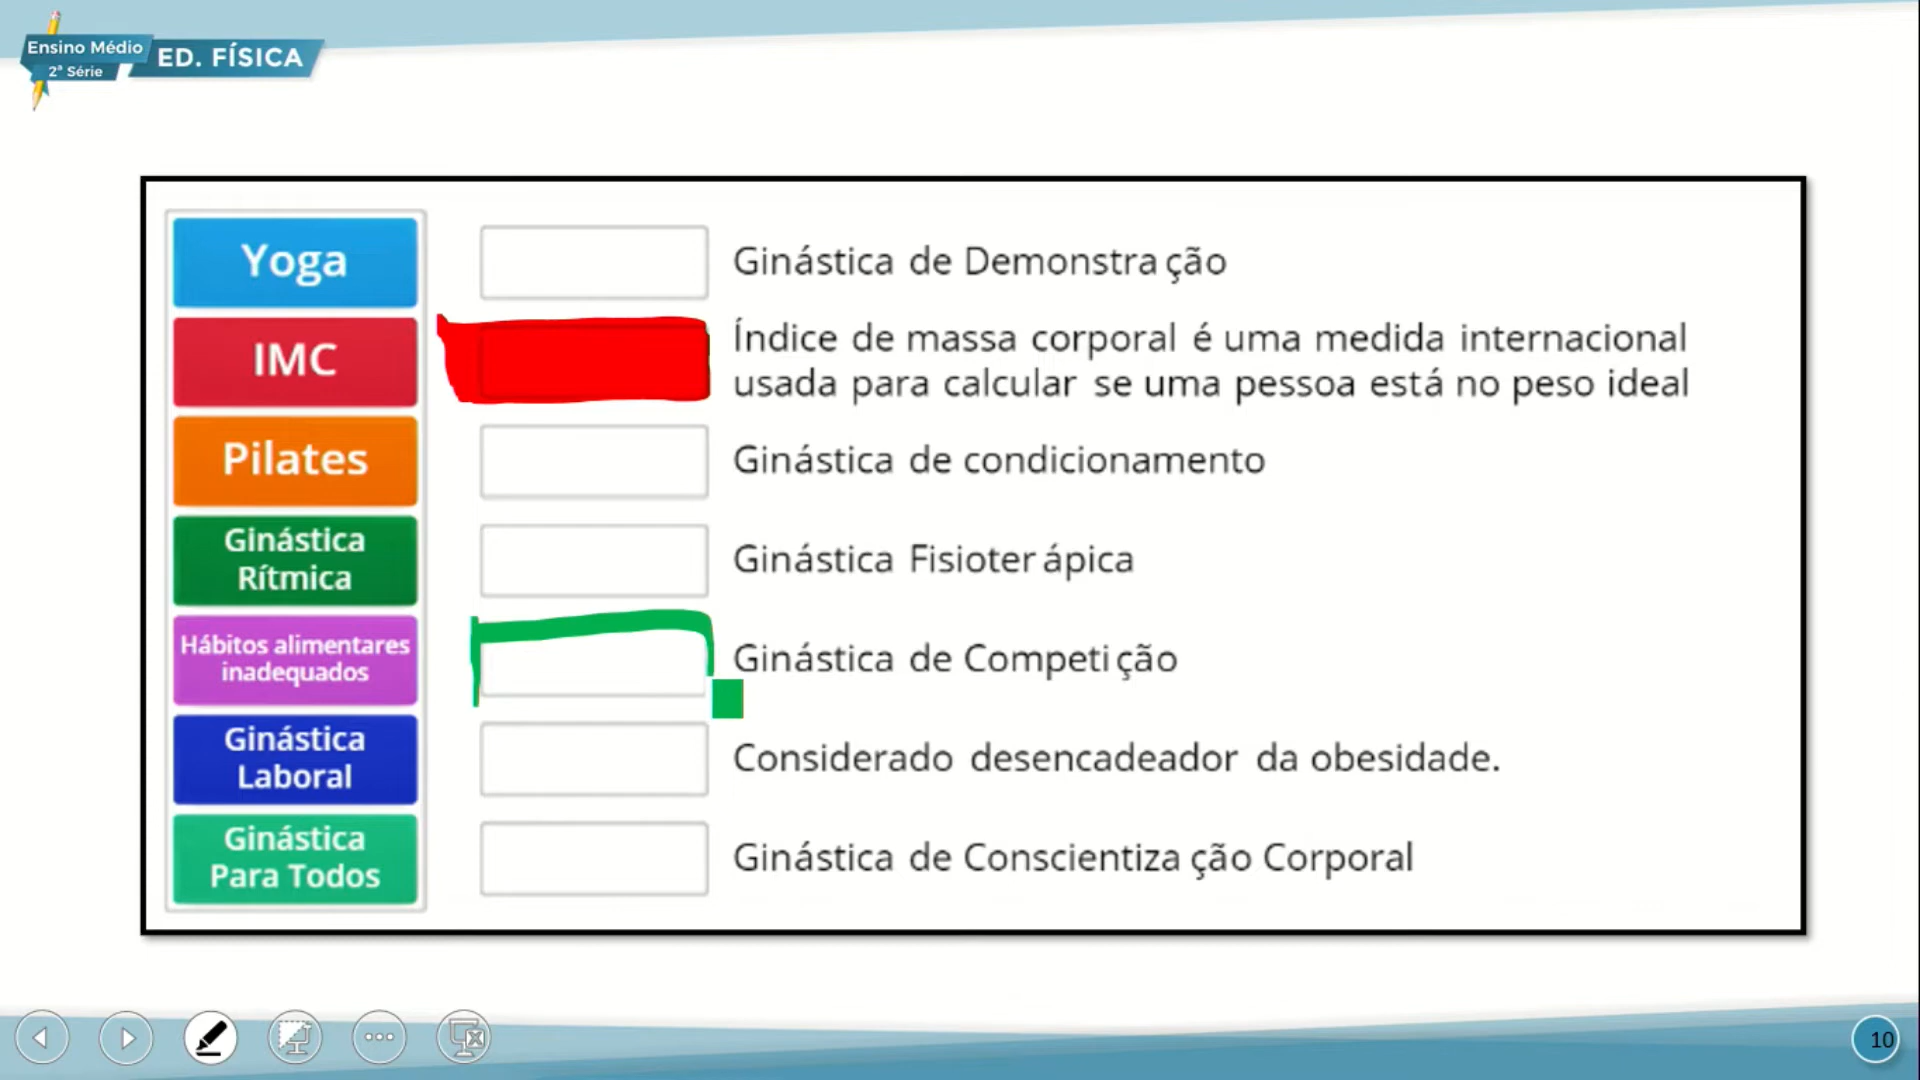 Ensino Médio
2ª Série
ED. FÍSICA
Yoga
IMC
Pilates
Ginástica
Rítmica
Hábitos alimentares
inadequados
Ginástica
Laboral
Ginástica
Para Todos
Ginástica de Demonstração
Índice de massa corporal é uma medida internacional
usada para calcular se uma pessoa está no peso ideal
Ginástica de condicionamento
Ginástica Fisioterápica
Ginástica de Competição
Considerado desencadeador da obesidade.
Ginástica de Conscientização Corporal
10